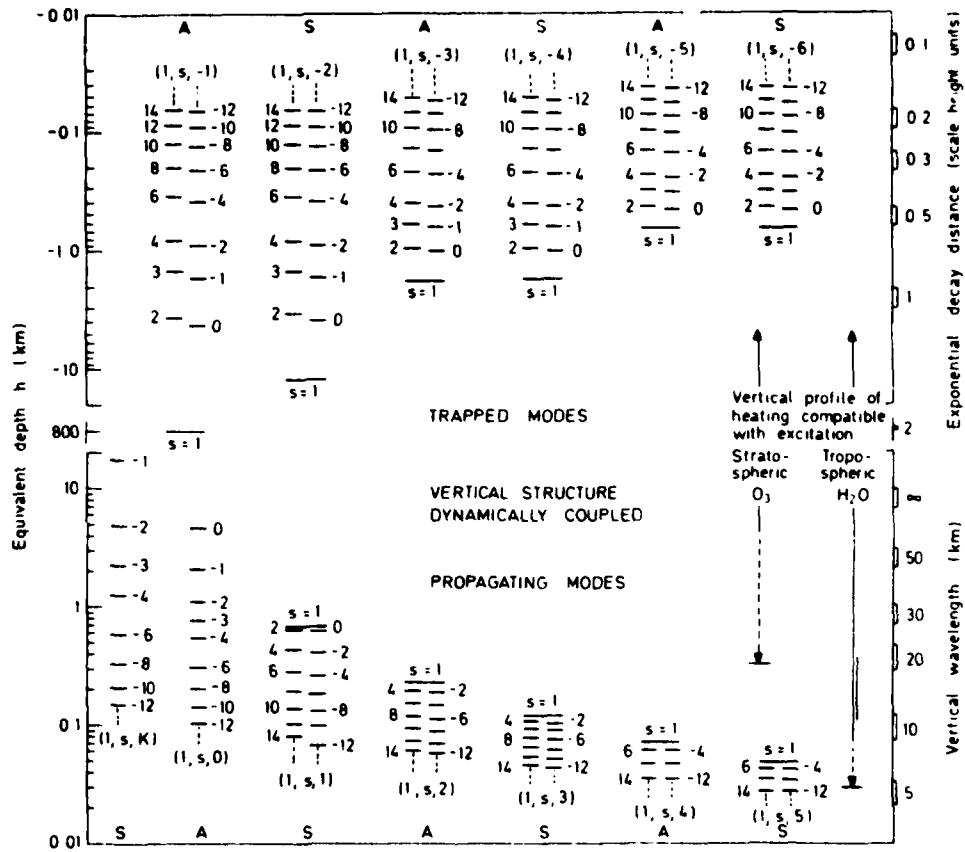 -0.01
A S A S A S
0.1
(1, s, -1) (1, s, -2) (1, s, -3) (1, s, -4) (1, s, -5) (1, s, -6)
14 -12 14 -12 14 -12 14 -12 14 -12 14 -12
-0.1
12 -10 12 -10 10 -8 10 -8 10 -8 10 -8
0.2
10 -8 10 -8
6 -4 6 -4
0.3
8 -6 8 -6 6 -4 6 -4 4 -2 4 -2
6 -4 6 -4 4 -2 4 -2 2 0 2 0
0.5
3 -1 3 -1
s = 1 s = 1
4 -2 4 -2 2 0 2 0
-1.0
3 -1 3 -1
s = 1 s = 1
1
2 0 2 0
-10
s = 1
Equivalent depth h (km)
Exponential decay distance (scale height units)
TRAPPED MODES
Vertical profile of
heating compatible
with excitation
800
s = 1
2
Strato-
spheric
O3
Tropo-
spheric
H2O
-1
10
VERTICAL STRUCTURE
DYNAMICALLY COUPLED
∞
-2 0
50
-3 -1
PROPAGATING MODES
-4 -2
1
s = 1
30
-3
2 0
-6 -4
4 -2
20
-8 -6
6 -4
s = 1
-10 -8
4 -2
-12 -10
10 -8
8 -6
s = 1
4 -2
0.1
-12
14 -12
14 -12
8 -6
s = 1
6 -4
10
s = 1
6 -4
14 -12
14 -12
14 -12
5
(1, s, K) (1, s, 0) (1, s, 1) (1, s, 2) (1, s, 3) (1, s, 4) (1, s, 5)
Vertical wavelength (km)
0.01
S A S A S A S